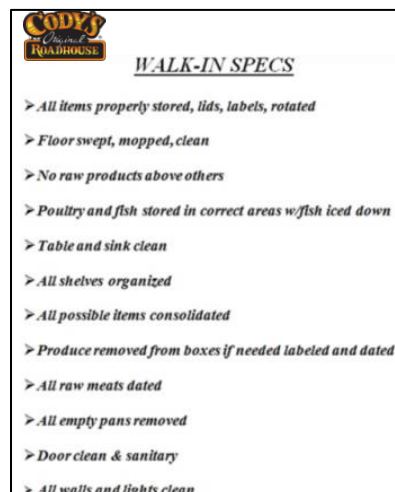 CODY'S
Original
ROADHOUSE
WALK-IN SPECS
➢ All items properly stored, lids, labels, rotated
➢ Floor swept, mopped, clean
➢ No raw products above others
➢ Poultry and fish stored in correct areas w/fish iced down
➢ Table and sink clean
➢ All shelves organized
➢ All possible items consolidated
➢ Produce removed from boxes if needed labeled and dated
➢ All raw meats dated
➢ All empty pans removed
➢ Door clean & sanitary
➢ All walls and lights clean